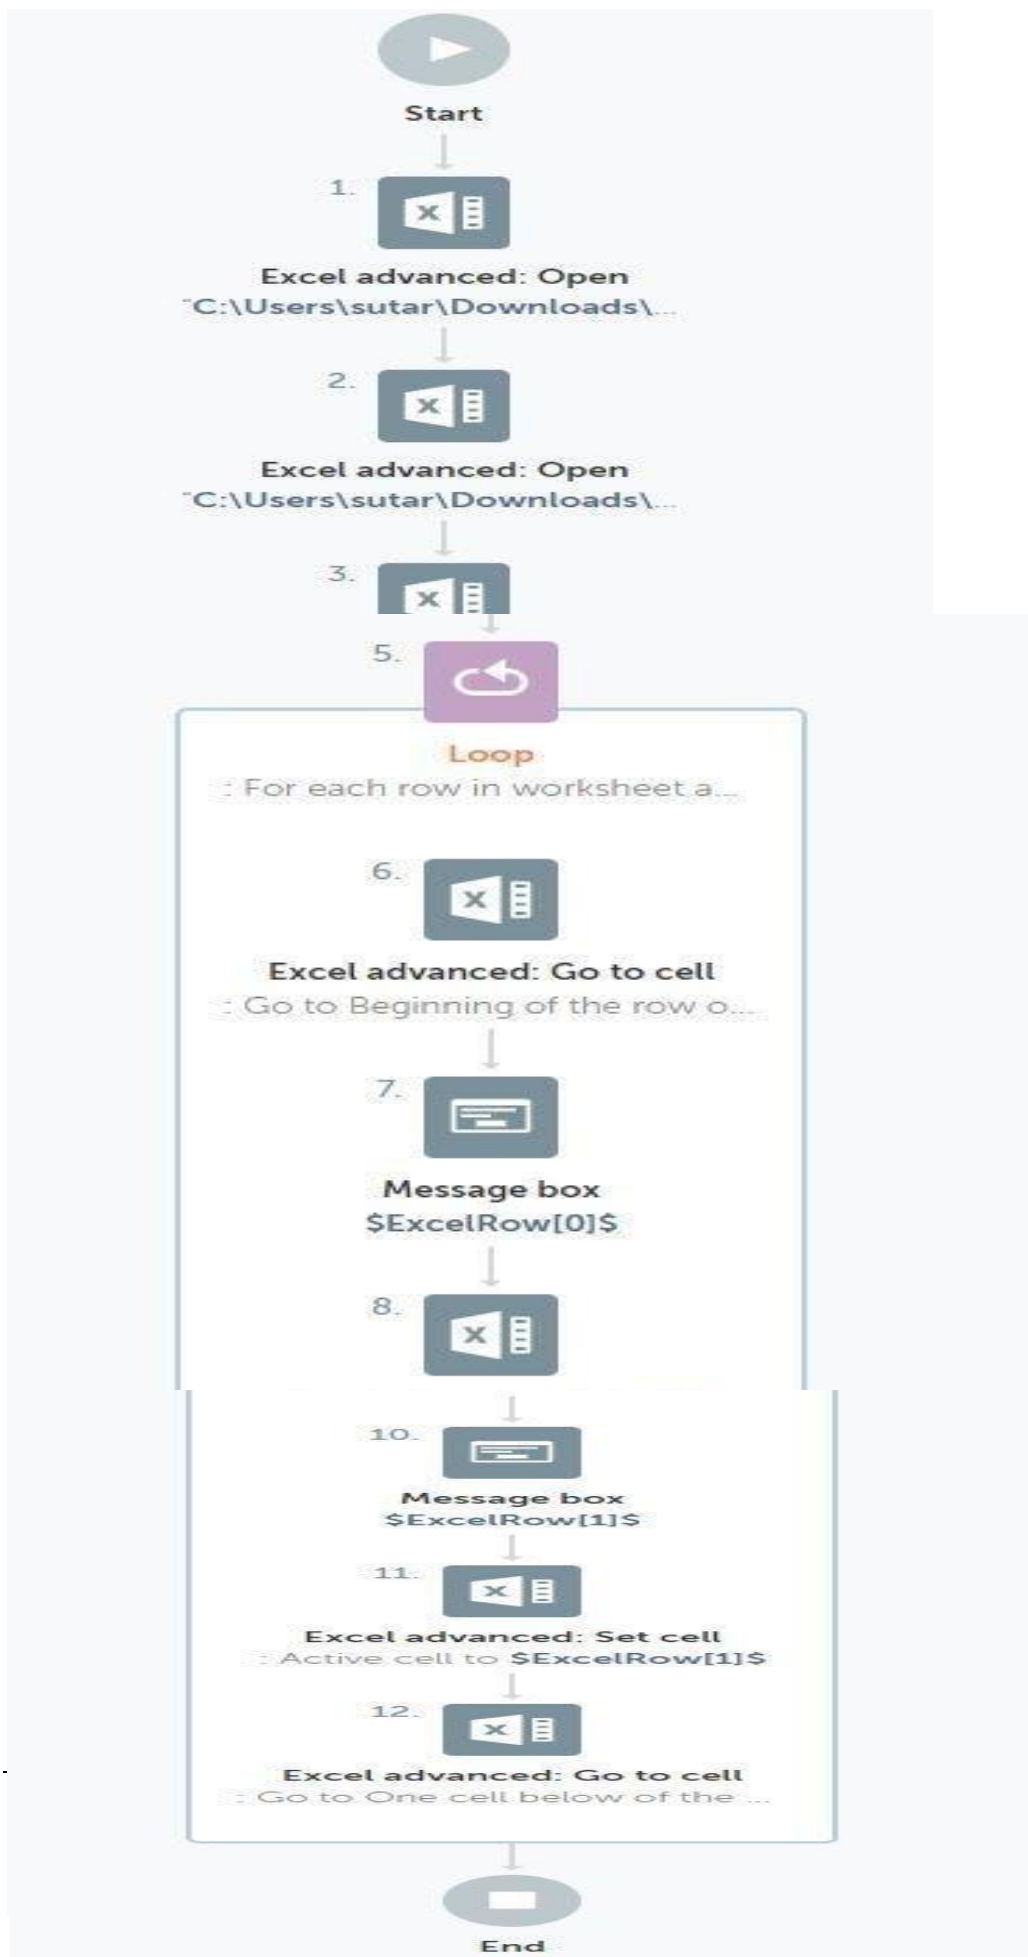 Start
1.
Excel advanced: Open
"C:\Users\sutar\Downloads\...
2.
Excel advanced: Open
"C:\Users\sutar\Downloads\...
3.
5.
Loop
: For each row in worksheet a...
6.
Excel advanced: Go to cell
: Go to Beginning of the row o...
7.
Message box
$ExcelRow[0]$
8.
10.
Message box
$ExcelRow[1]$
11.
Excel advanced: Set cell
: Active cell to $ExcelRow[1]$
12.
Excel advanced: Go to cell
: Go to One cell below of the ...
End